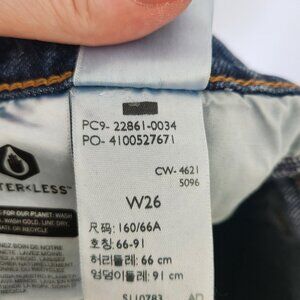 PC9- 22861-0034
PO- 4100527671
CW- 4621
5096
W26
尺码: 160/66A
호칭: 66-91
허리둘레: 66 cm
엉덩이둘레: 91 cm
TER<LESS™
FOR OUR PLANET: WASH
WASH COLD, LINE DRY,
ATE OR RECYCLE